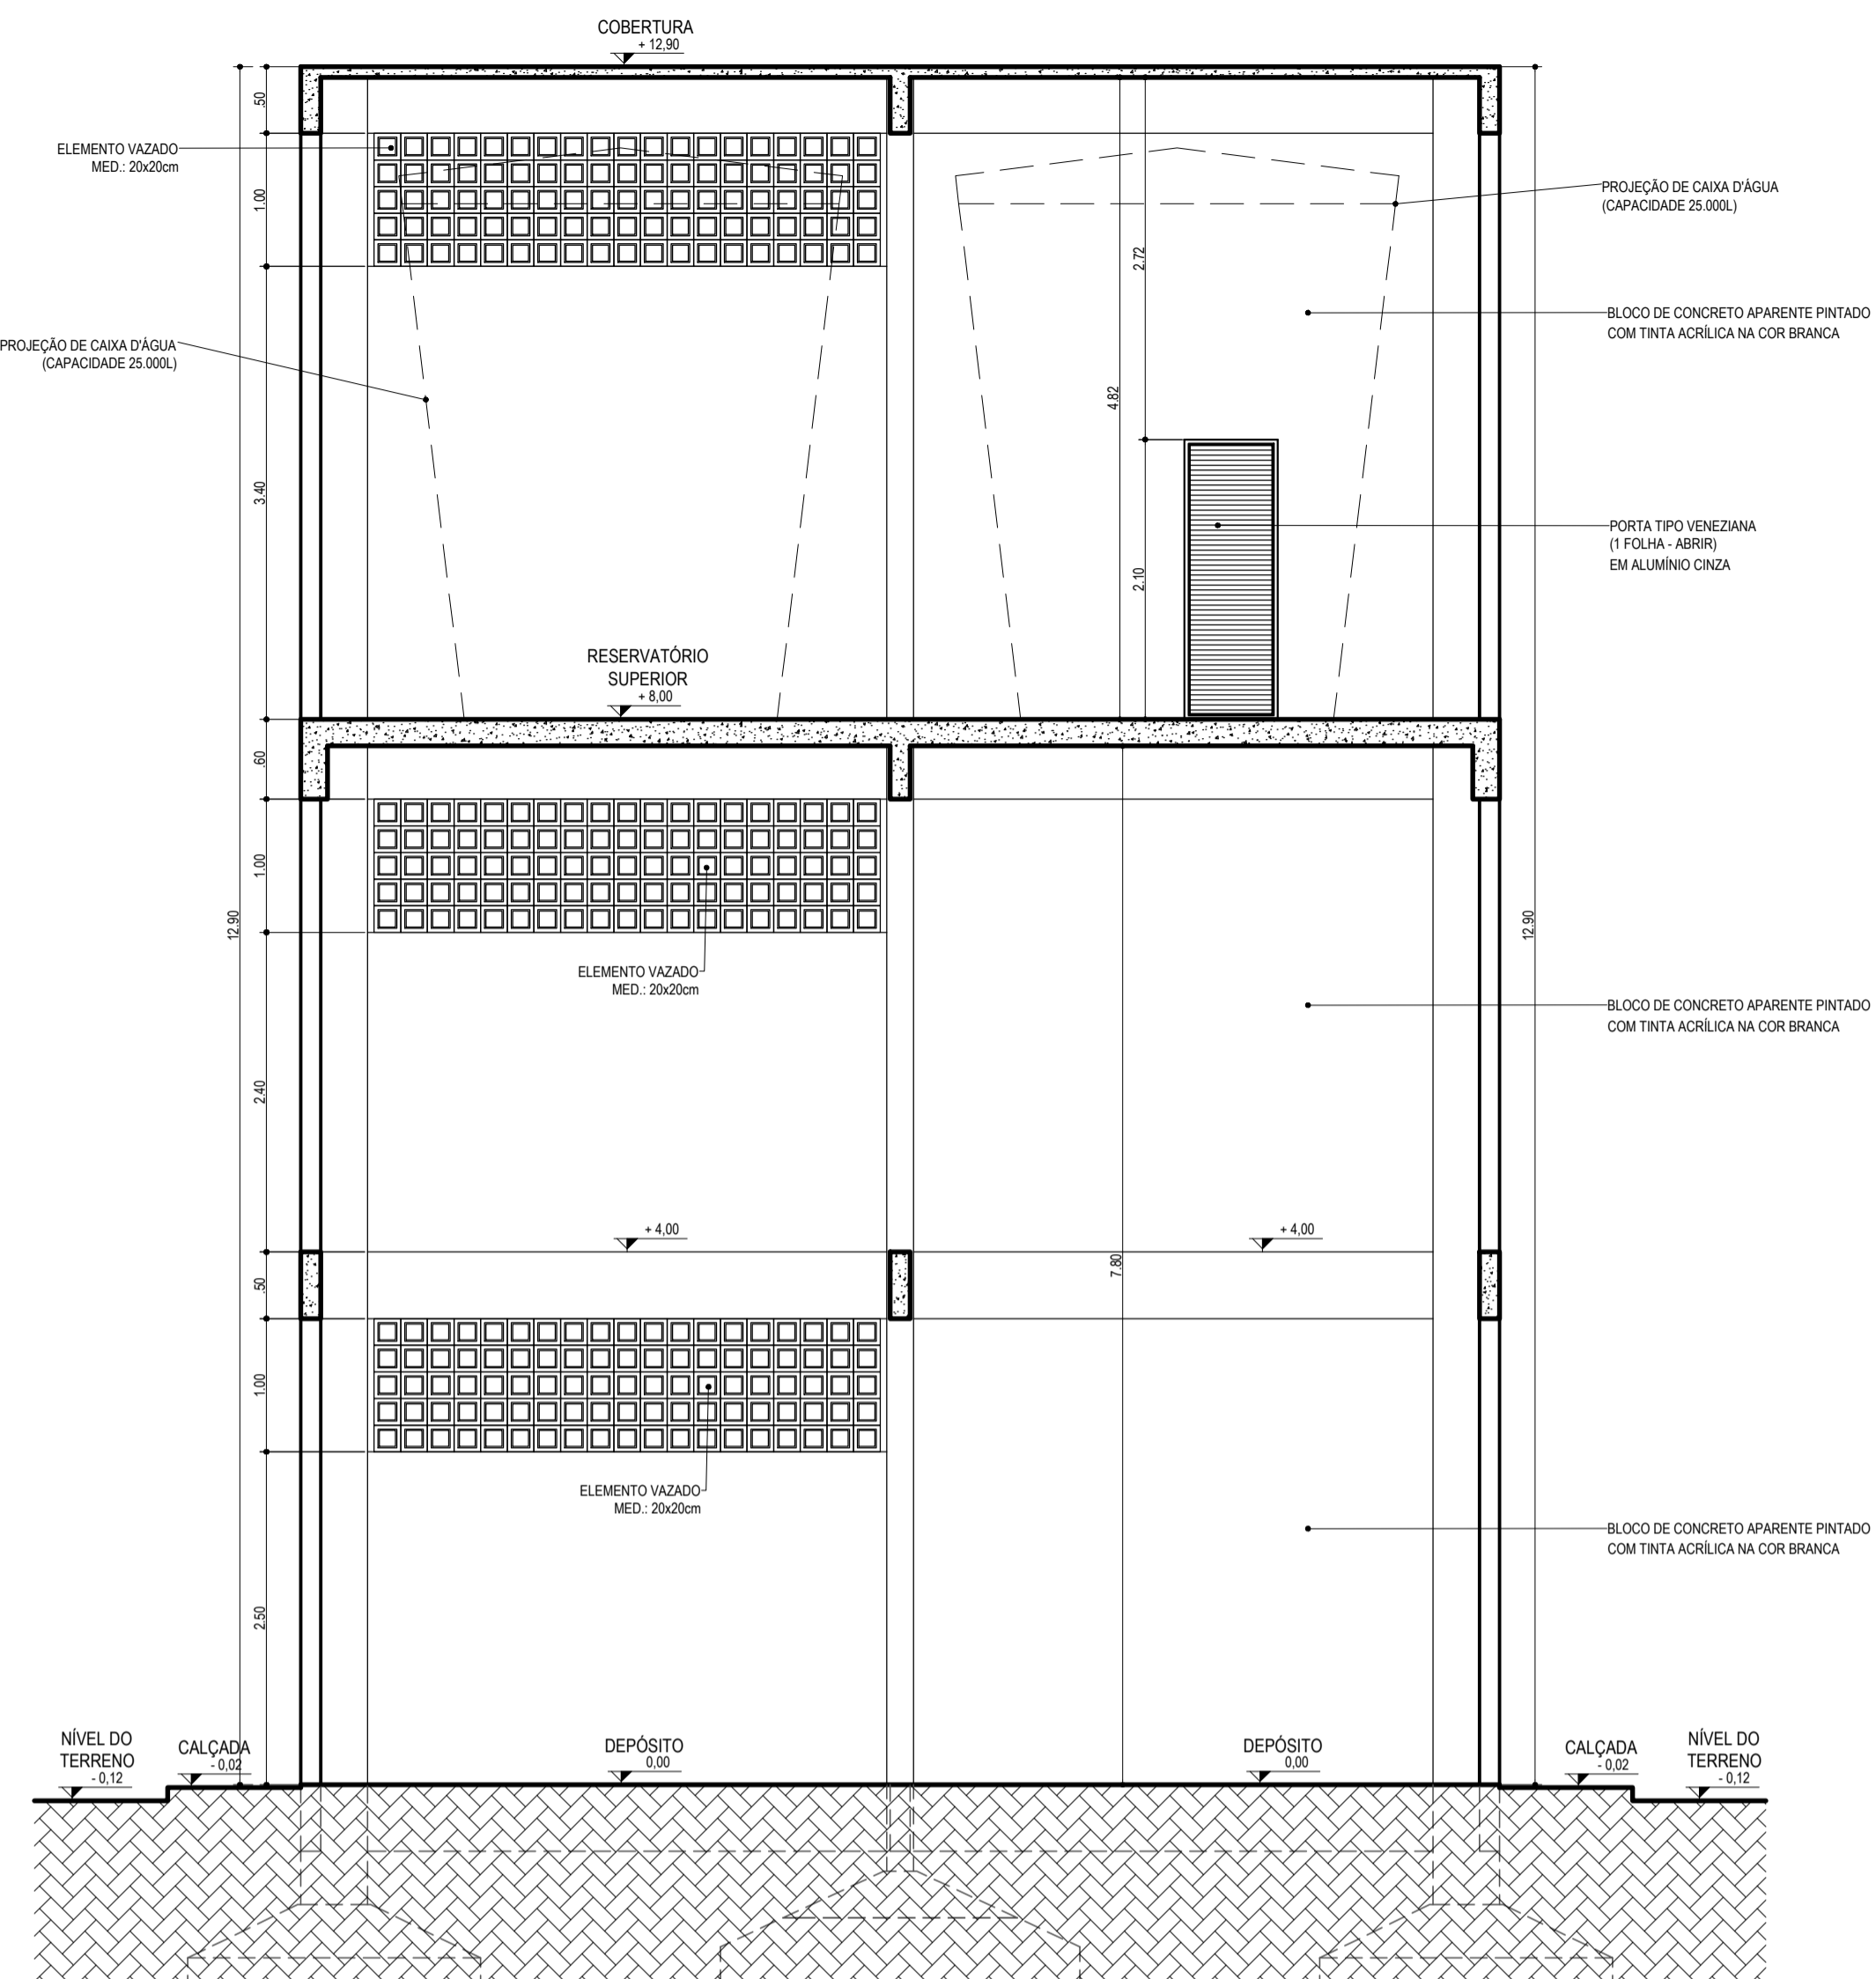 COBERTURA
+ 12,90
.50
ELEMENTO VAZADO
MED.: 20x20cm
1.00
PROJEÇÃO DE CAIXA D'ÁGUA
(CAPACIDADE 25.000L)
2.72
BLOCO DE CONCRETO APARENTE PINTADO
COM TINTA ACRÍLICA NA COR BRANCA
PROJEÇÃO DE CAIXA D'ÁGUA
(CAPACIDADE 25.000L)
4.82
3.40
PORTA TIPO VENEZIANA
(1 FOLHA - ABRIR)
EM ALUMÍNIO CINZA
2.10
RESERVATÓRIO
SUPERIOR
+ 8,00
.60
1.00
12.90
12.90
ELEMENTO VAZADO
MED.: 20x20cm
BLOCO DE CONCRETO APARENTE PINTADO
COM TINTA ACRÍLICA NA COR BRANCA
2.40
+ 4,00
+ 4,00
7.80
.50
1.00
ELEMENTO VAZADO
MED.: 20x20cm
BLOCO DE CONCRETO APARENTE PINTADO
COM TINTA ACRÍLICA NA COR BRANCA
2.50
NÍVEL DO
TERRENO
- 0,12
CALÇADA
- 0,02
DEPÓSITO
0,00
DEPÓSITO
0,00
CALÇADA
- 0,02
NÍVEL DO
TERRENO
- 0,12